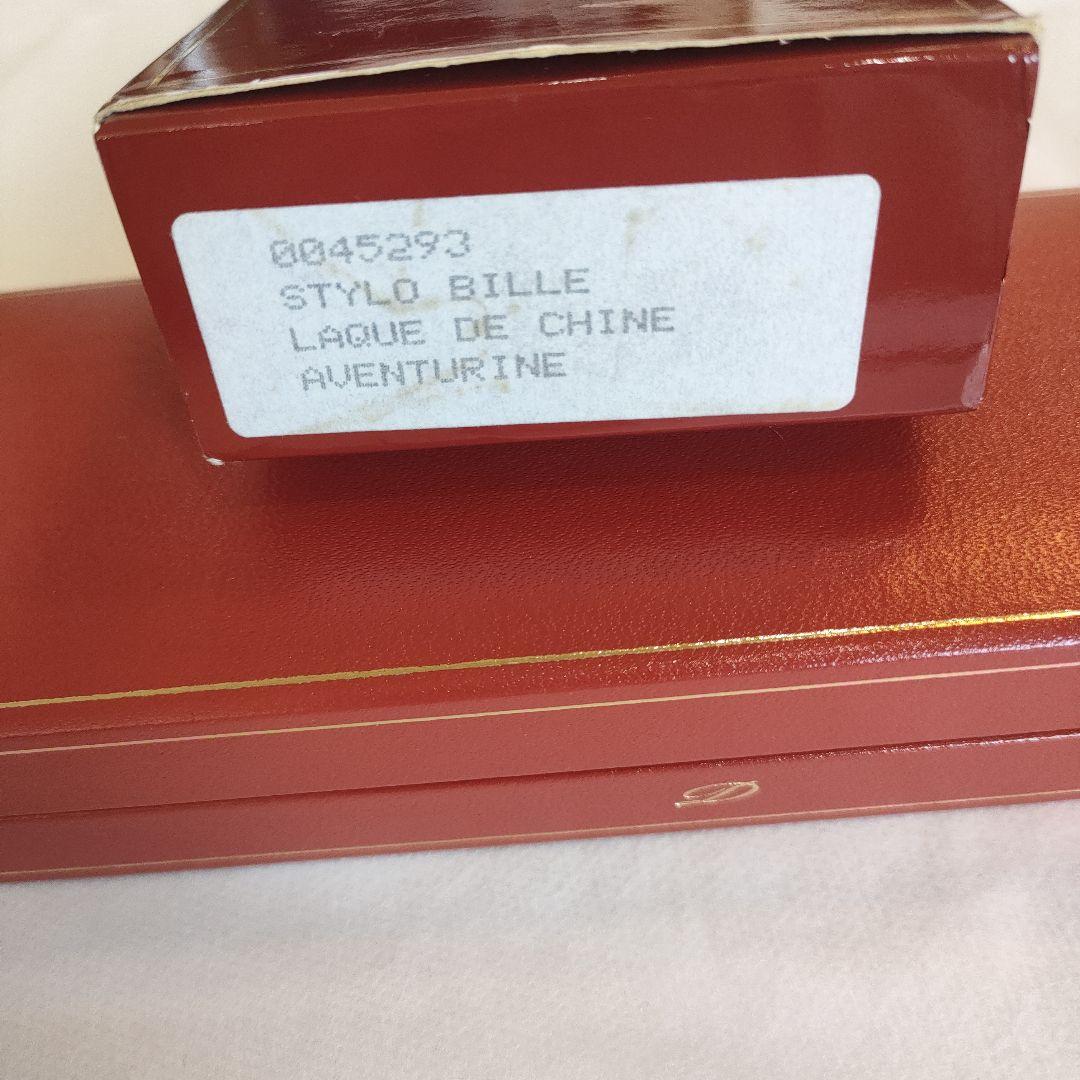 0045293
STYLO BILLE
LAQUE DE CHINE
AVENTURINE
D